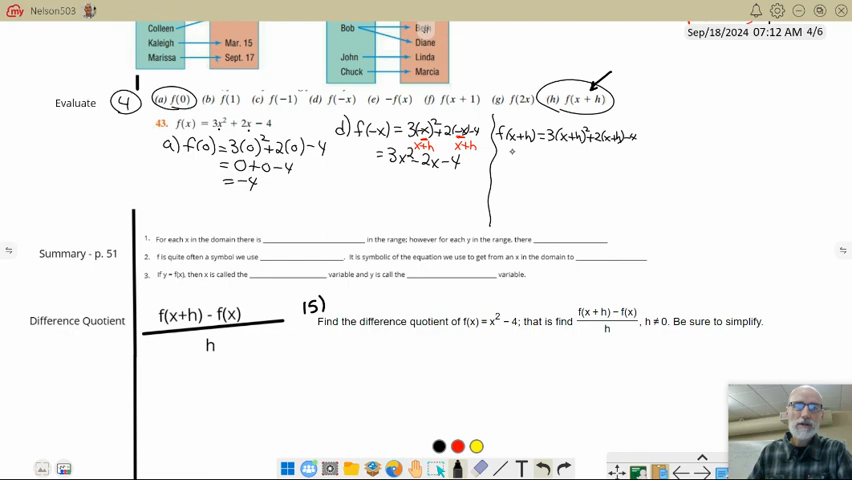 Nelson503
Sep/18/2024 07:12 AM 4/6
Colleen
Kaleigh
Marissa
Mar. 15
Sept. 17
Bob
John
Chuck
Diane
Linda
Marcia
Evaluate
4
(a) f(0) (b) f(1) (c) f(−1) (d) f(−x) (e) −f(x) (f) f(x + 1) (g) f(2x) (h) f(x + h)
43. f(x) = 3x² + 2x − 4
a) f(0) = 3(0)² + 2(0) − 4
= 0 + 0 − 4
= −4
d) f(−x) = 3(−x)² + 2(−x) − 4
x+h x+h
= 3x² − 2x − 4
f(x+h) = 3(x+h)² + 2(x+h) − 4
Summary - p. 51
1. For each x in the domain there is ____________ in the range; however for each y in the range, there ____________
2. f is quite often a symbol we use ____________. It is symbolic of the equation we use to get from an x in the domain to ____________
3. If y = f(x), then x is called the ____________ variable and y is call the ____________ variable.
Difference Quotient
f(x+h) - f(x)
h
15)
Find the difference quotient of f(x) = x² − 4; that is find f(x + h) − f(x) / h, h ≠ 0. Be sure to simplify.